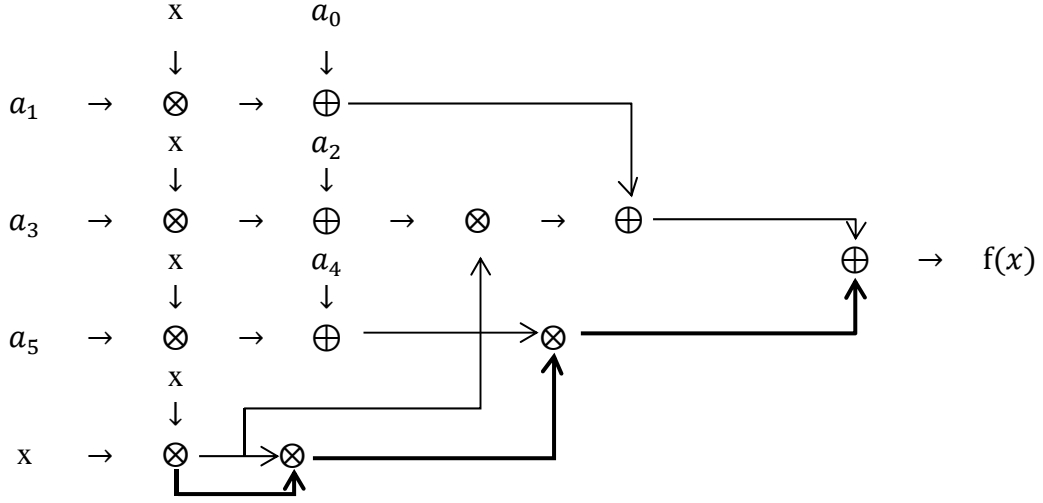 x a₀
↓ ↓
a₁ → ⊗ → ⊕
x a₂
↓ ↓
a₃ → ⊗ → ⊕ → ⊗ → ⊕
x a₄
⊕ → f(x)
↓ ↓
a₅ → ⊗ → ⊕ ⊗
x
↓
x → ⊗ ⊗